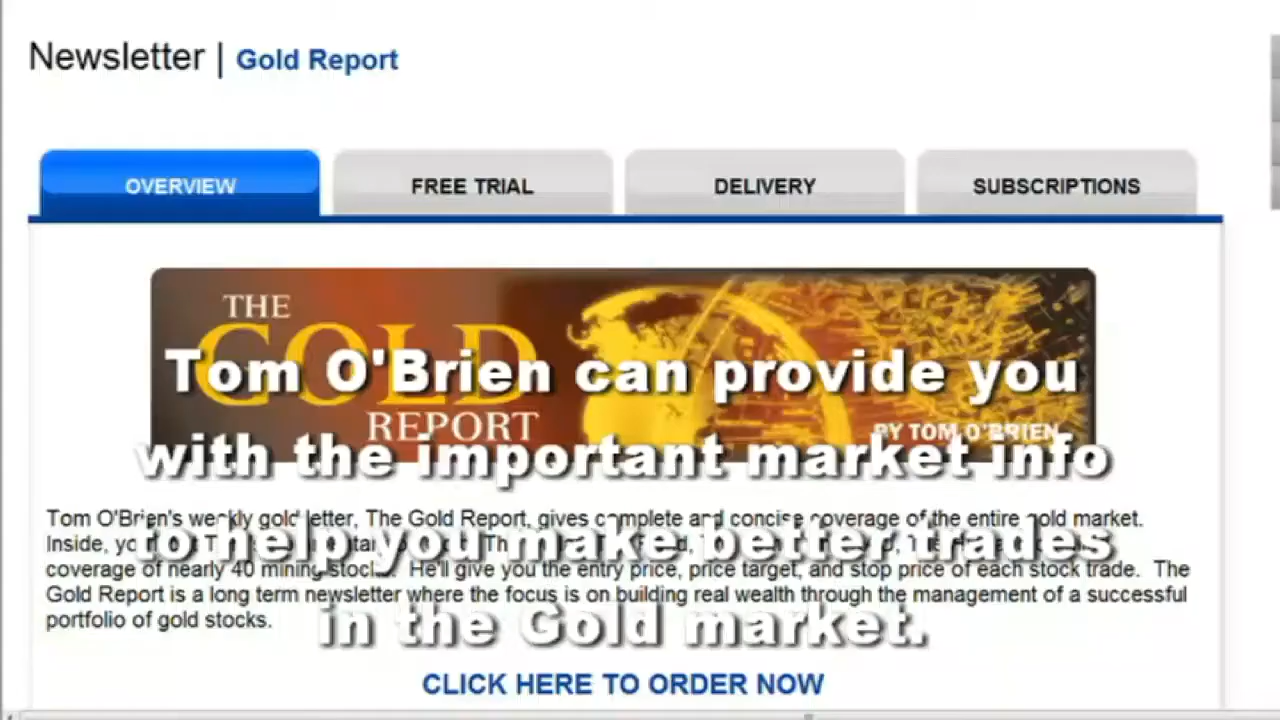 Newsletter | Gold Report
OVERVIEW
FREE TRIAL
DELIVERY
SUBSCRIPTIONS
THE
GOLD
REPORT
BY TOM O'BRIEN
Tom O'Brien can provide you
with the important market info
to help you make better trades
in the Gold market.
Tom O'Brien's weekly gold letter, The Gold Report, gives complete and concise coverage of the entire gold market.
Inside,
coverage of nearly 40 mining stocks. He'll give you the entry price, price target, and stop price of each stock trade. The
Gold Report is a long term newsletter where the focus is on building real wealth through the management of a successful
portfolio of gold stocks.
CLICK HERE TO ORDER NOW